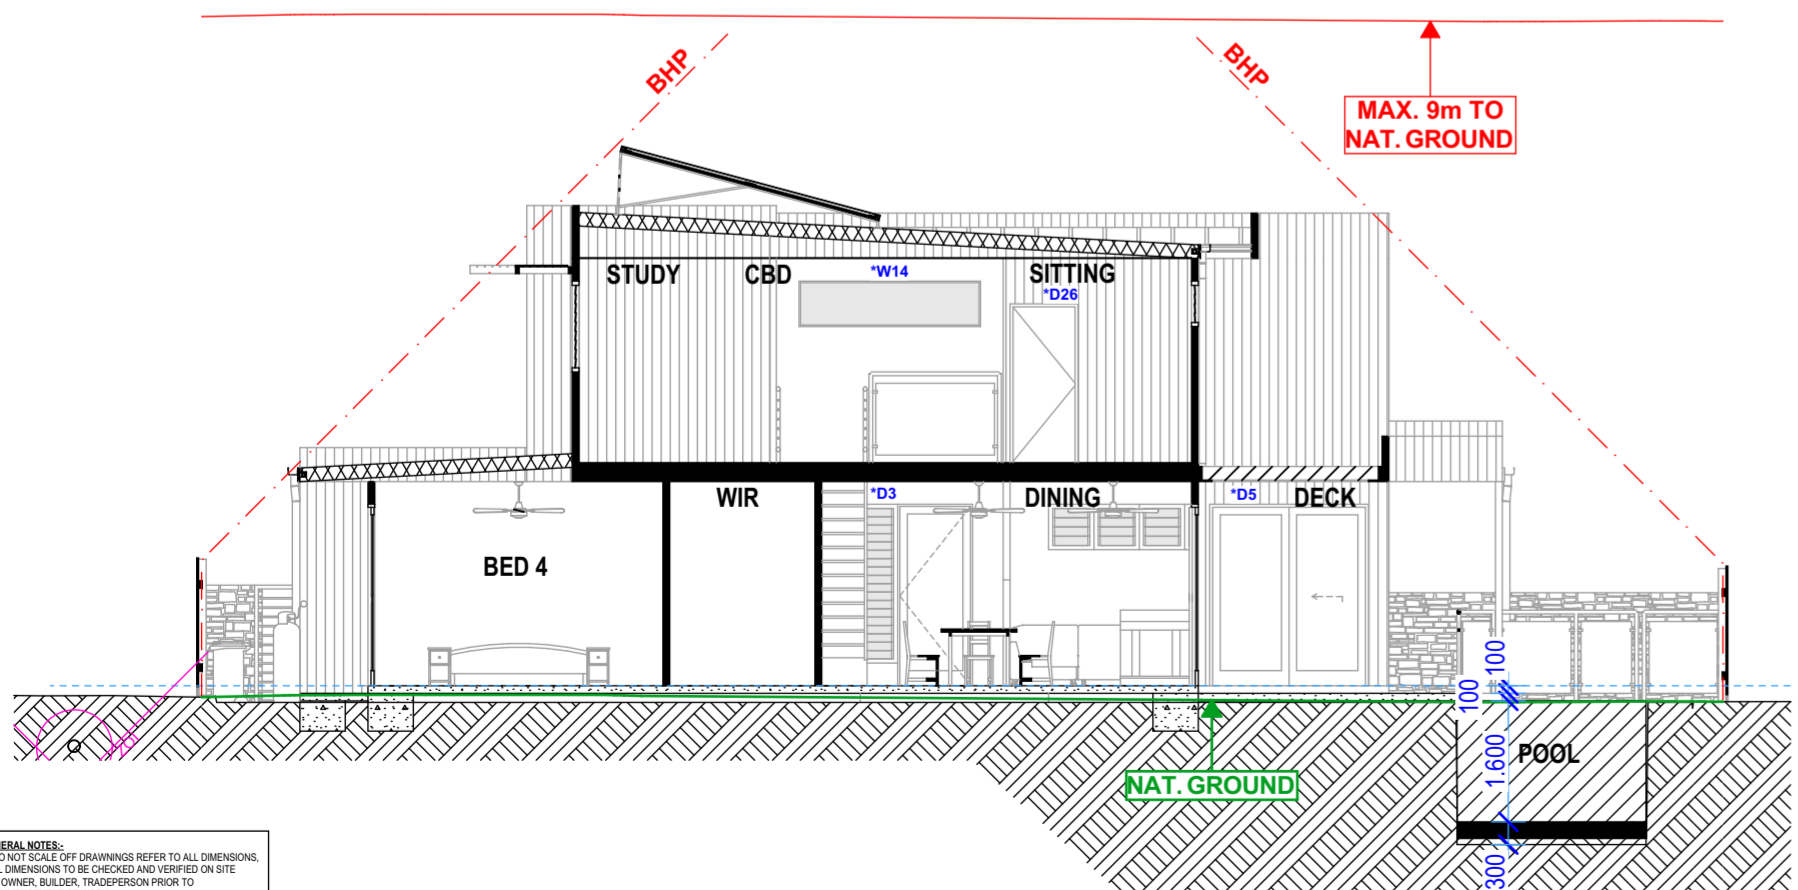 BHP
BHP
MAX. 9m TO
NAT. GROUND
STUDY
CBD
*W14
SITTING
*D26
WIR
*D3
DINING
*D5
DECK
BED 4
100
100
1.600
POOL
300
NAT. GROUND
NERAL NOTES:-
O NOT SCALE OFF DRAWNINGS REFER TO ALL DIMENSIONS,
L DIMENSIONS TO BE CHECKED AND VERIFIED ON SITE
OWNER, BUILDER, TRADEPERSON PRIOR TO